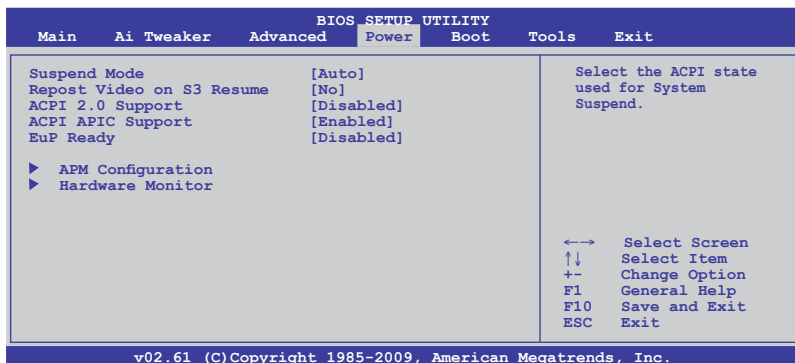 BIOS SETUP UTILITY
Main Ai Tweaker Advanced Power Boot Tools Exit
Suspend Mode [Auto]
Repost Video on S3 Resume [No]
ACPI 2.0 Support [Disabled]
ACPI APIC Support [Enabled]
EuP Ready [Disabled]
▶ APM Configuration
▶ Hardware Monitor
Select the ACPI state
used for System
Suspend.
←→ Select Screen
↑↓ Select Item
+- Change Option
F1 General Help
F10 Save and Exit
ESC Exit
v02.61 (C)Copyright 1985-2009, American Megatrends, Inc.